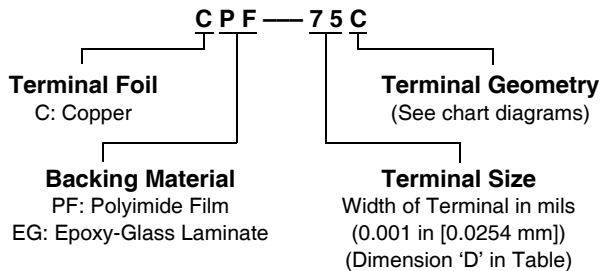 C P F — 7 5 C
Terminal Foil
C: Copper
Terminal Geometry
(See chart diagrams)
Backing Material
PF: Polyimide Film
EG: Epoxy-Glass Laminate
Terminal Size
Width of Terminal in mils
(0.001 in [0.0254 mm])
(Dimension ‘D’ in Table)